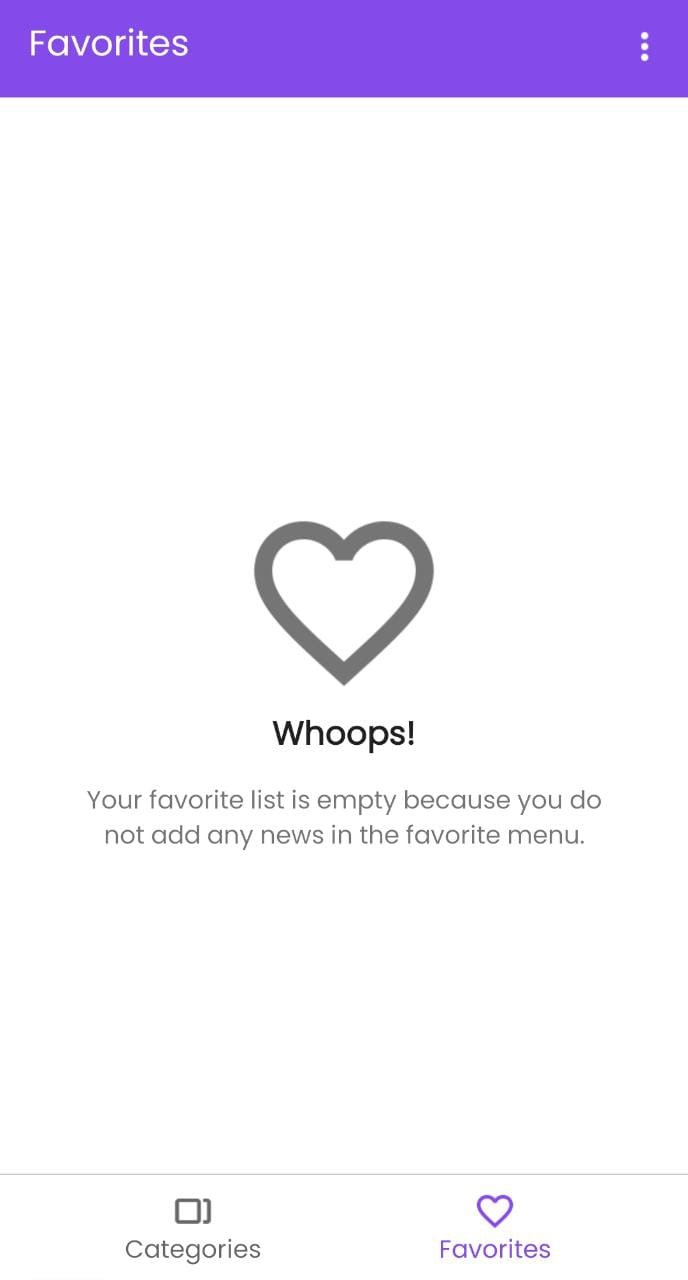 Favorites
Whoops!
Your favorite list is empty because you do
not add any news in the favorite menu.
Categories
Favorites